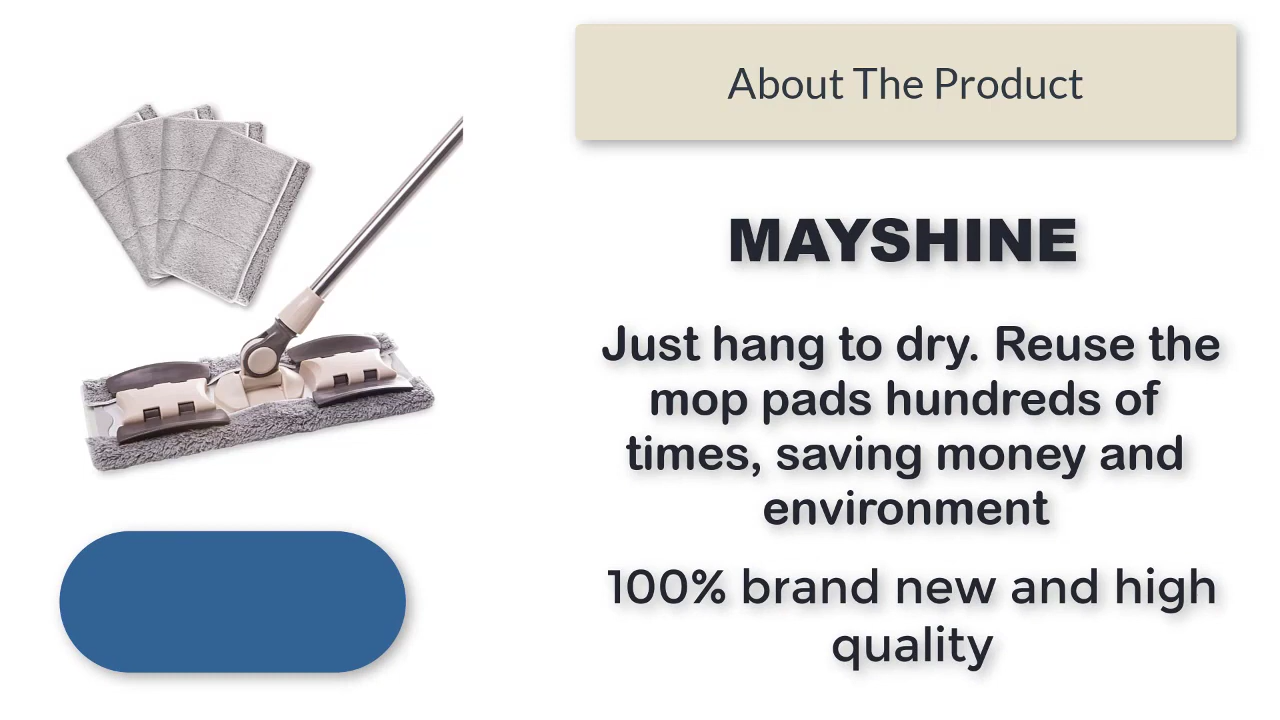 About The Product
MAYSHINE
Just hang to dry. Reuse the
mop pads hundreds of
times, saving money and
environment
100% brand new and high
quality